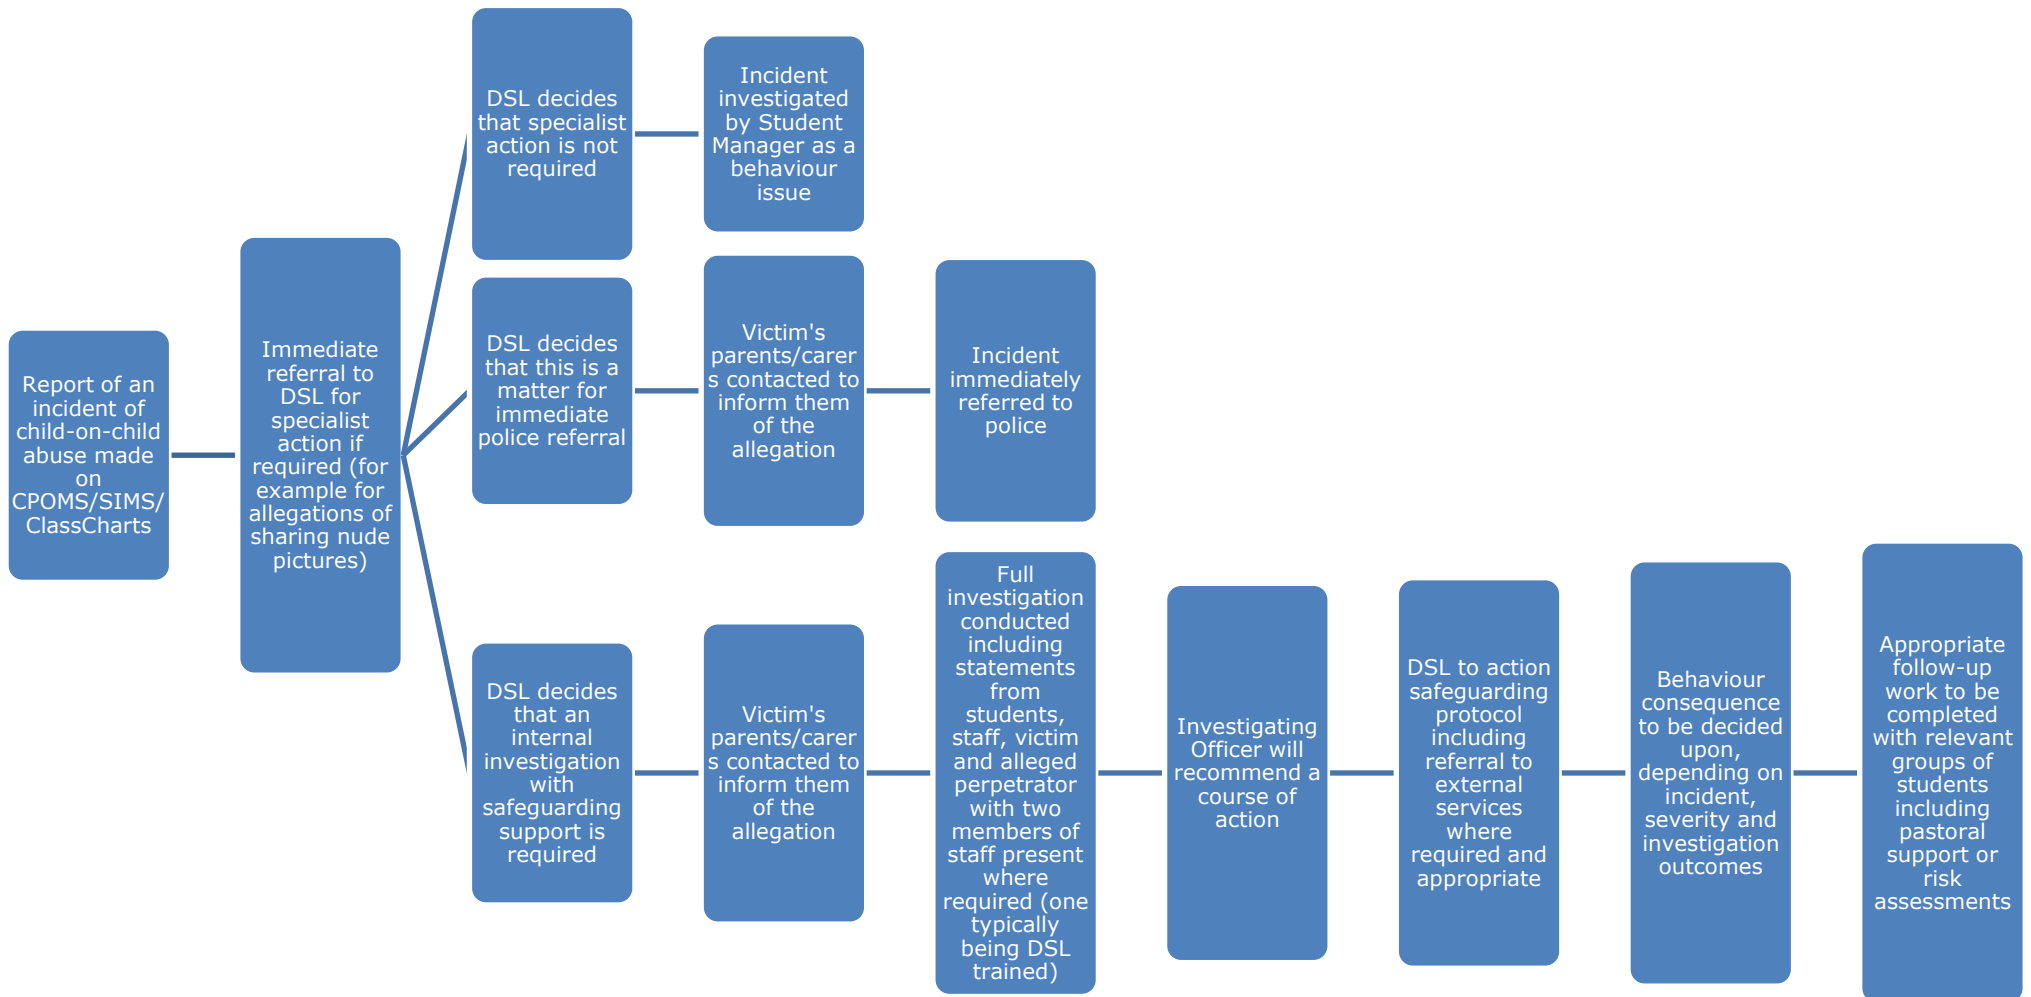 Report of an
incident of
child-on-child
abuse made
on
CPOMS/SIMS/
ClassCharts
Immediate
referral to
DSL for
specialist
action if
required (for
example for
allegations of
sharing nude
pictures)
DSL decides
that specialist
action is not
required
Incident
investigated
by Student
Manager as a
behaviour
issue
DSL decides
that this is a
matter for
immediate
police referral
Victim's
parents/carer
s contacted to
inform them
of the
allegation
Incident
immediately
referred to
police
DSL decides
that an
internal
investigation
with
safeguarding
support is
required
Victim's
parents/carer
s contacted to
inform them
of the
allegation
Full
investigation
conducted
including
statements
from
students,
staff, victim
and alleged
perpetrator
with two
members of
staff present
where
required (one
typically
being DSL
trained)
Investigating
Officer will
recommend a
course of
action
DSL to action
safeguarding
protocol
including
referral to
external
services
where
required and
appropriate
Behaviour
consequence
to be decided
upon,
depending on
incident,
severity and
investigation
outcomes
Appropriate
follow-up
work to be
completed
with relevant
groups of
students
including
pastoral
support or
risk
assessments